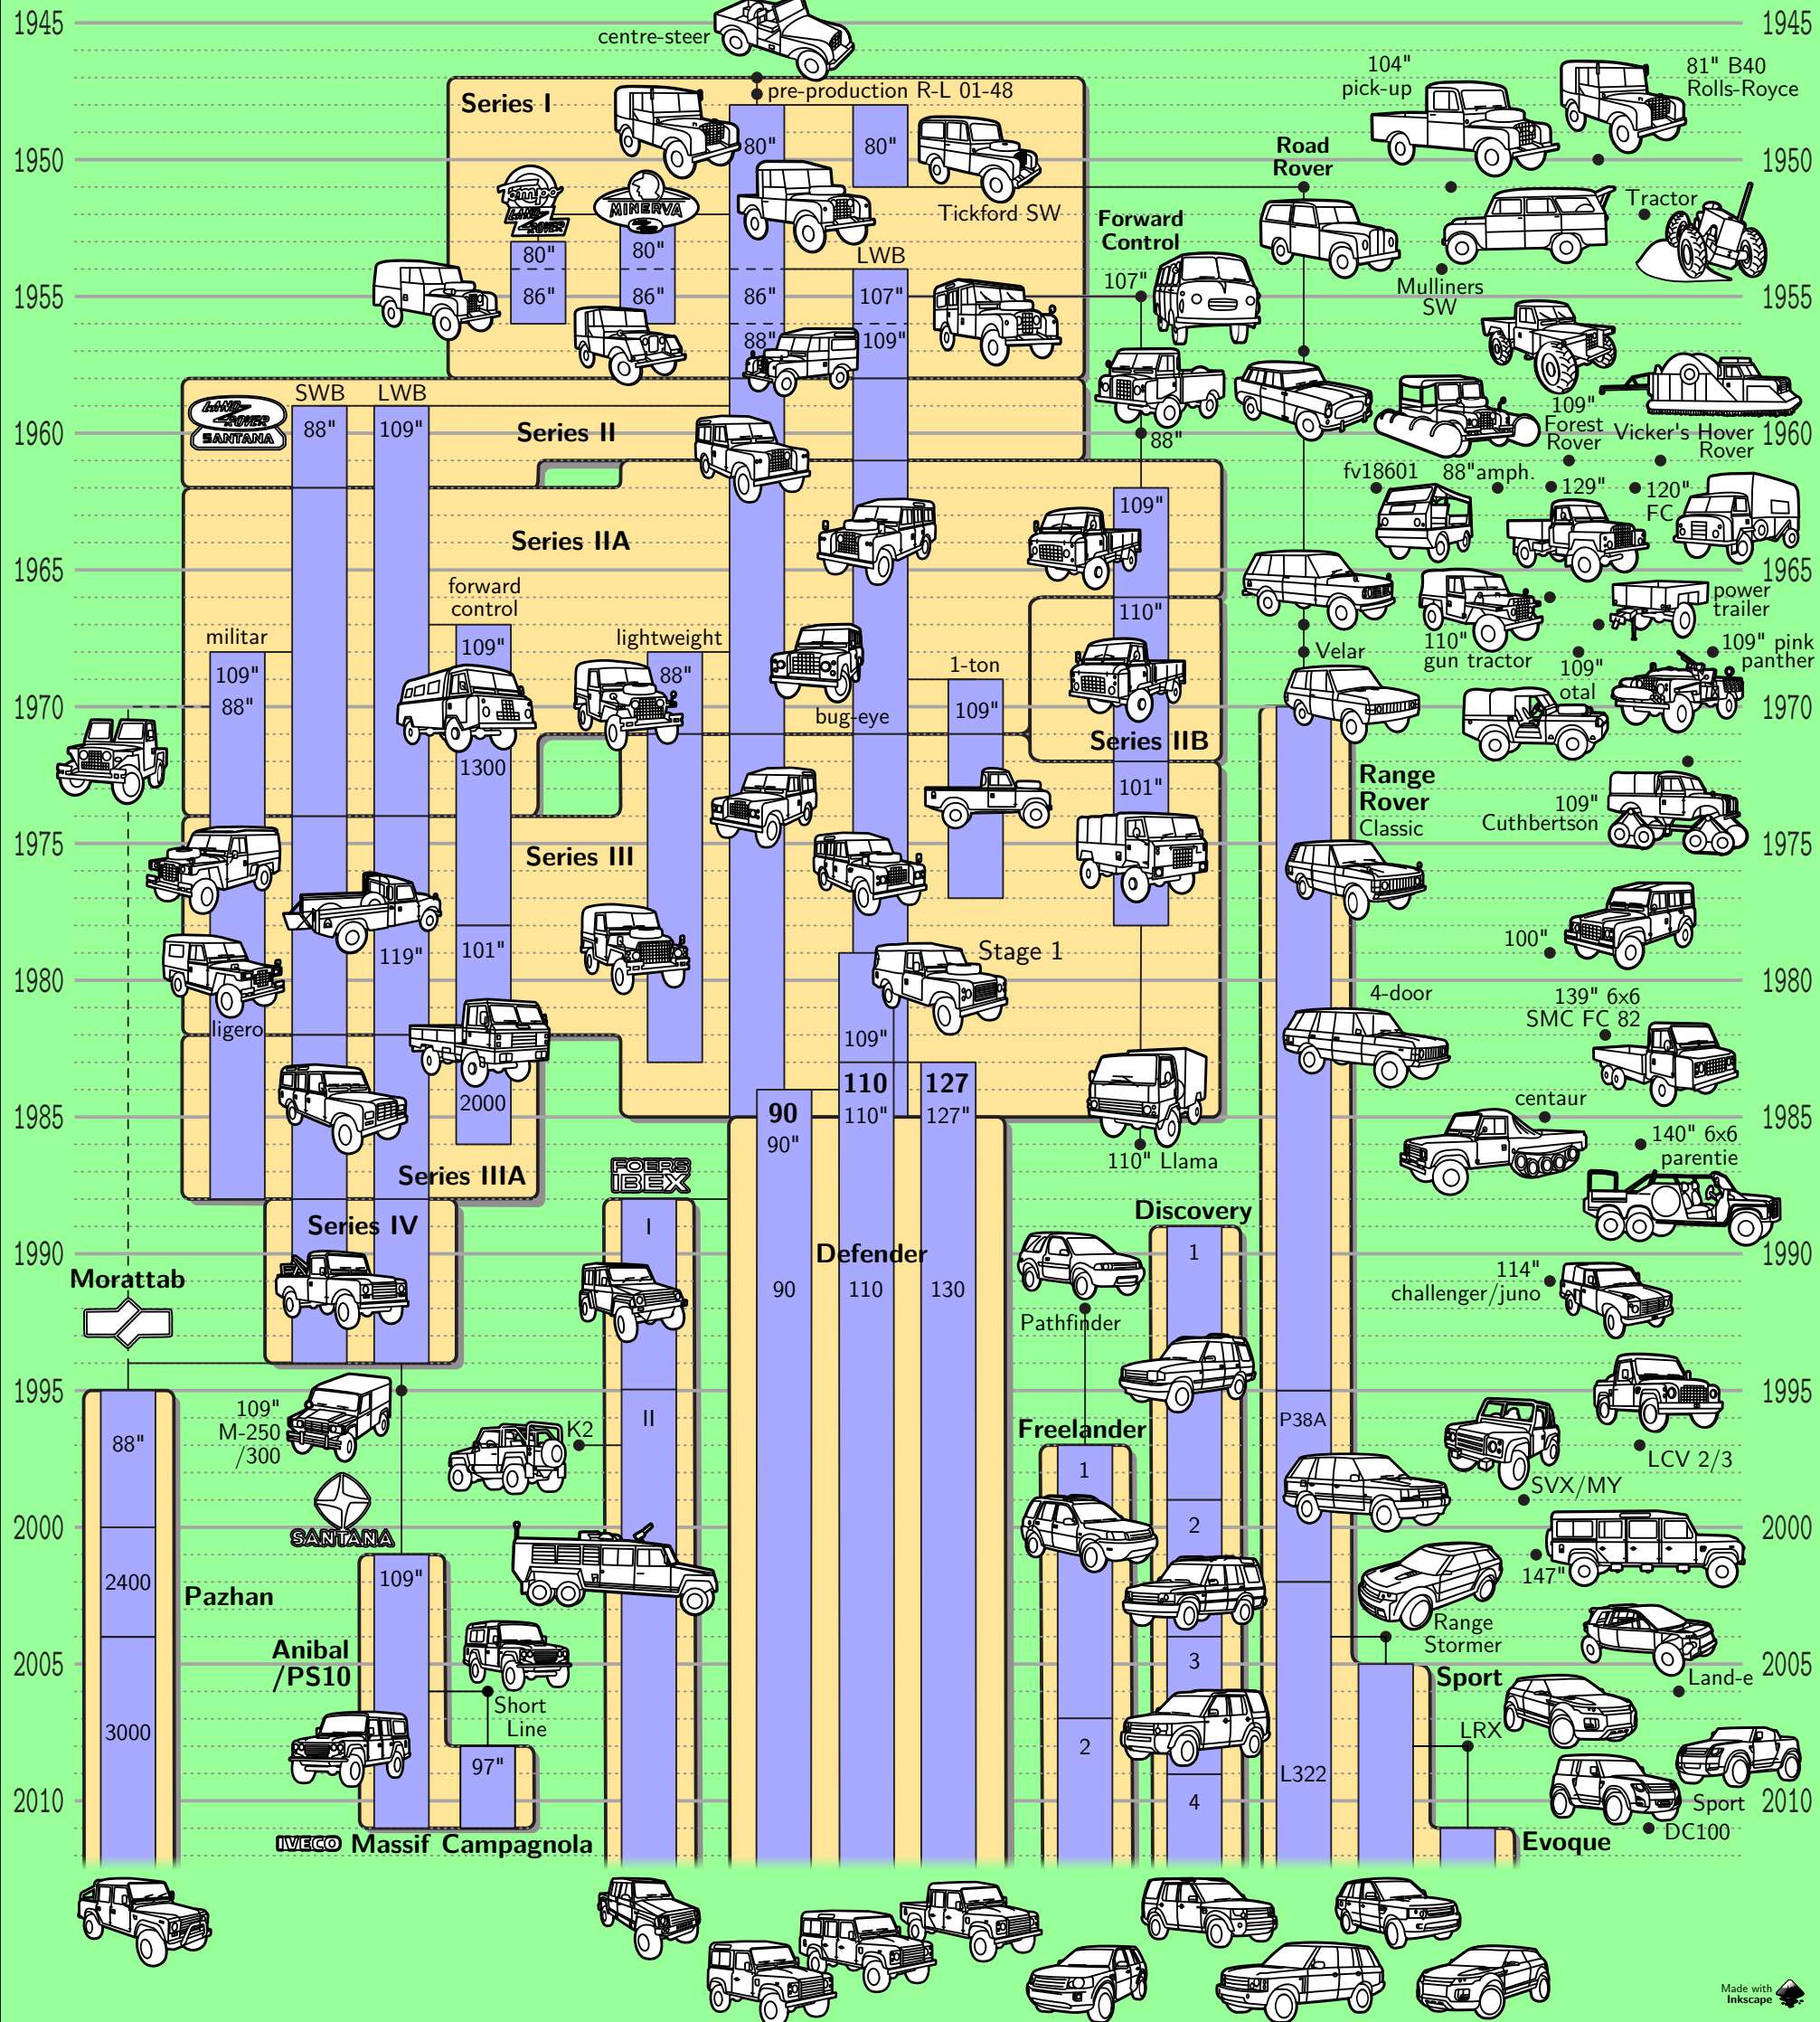 1945
1945
centre-steer
104"
pick-up
81" B40
Rolls-Royce
Series I
pre-production R-L 01-48
80"
80"
1950
Road
Rover
1950
Tempo
LAND ROVER
MINERVA
Tickford SW
Forward
Control
Tractor
80"
80"
LWB
107"
Mulliners
SW
1955
86"
86"
86"
107"
1955
88"
109"
SWB
LWB
LAND ROVER
SANTANA
1960
88"
109"
Series II
88"
109"
Forest
Rover
Vicker's Hover
Rover
1960
fv18601
88"amph.
129"
120"
FC
109"
Series IIA
1965
1965
forward
control
110"
power
trailer
militar
lightweight
109"
Velar
110"
gun tractor
109"
otal
109" pink
panther
109"
88"
88"
1-ton
109"
1970
bug-eye
1970
Series IIB
1300
101"
Range
Rover
Classic
109"
Cuthbertson
1975
Series III
1975
119"
101"
Stage 1
100"
1980
1980
ligero
4-door
139" 6x6
SMC FC 82
109"
110
127
2000
90
110"
127"
centaur
1985
1985
90"
110" Llama
140" 6x6
parentie
Series IIIA
FOERS
IBEX
Series IV
I
Discovery
1990
Defender
1
1990
Morattab
90
110
130
114"
challenger/juno
Pathfinder
1995
1995
109"
M-250
/300
88"
K2
II
Freelander
P38A
1
LCV 2/3
SVX/MY
2000
SANTANA
2
2000
109"
2400
Pazhan
147"
Range
Stormer
Anibal
/PS10
2005
3
2005
Sport
Land-e
Short
Line
3000
LRX
2
97"
L322
2010
4
Sport
2010
DC100
IVECO
Massif Campagnola
Evoque
Made with
Inkscape